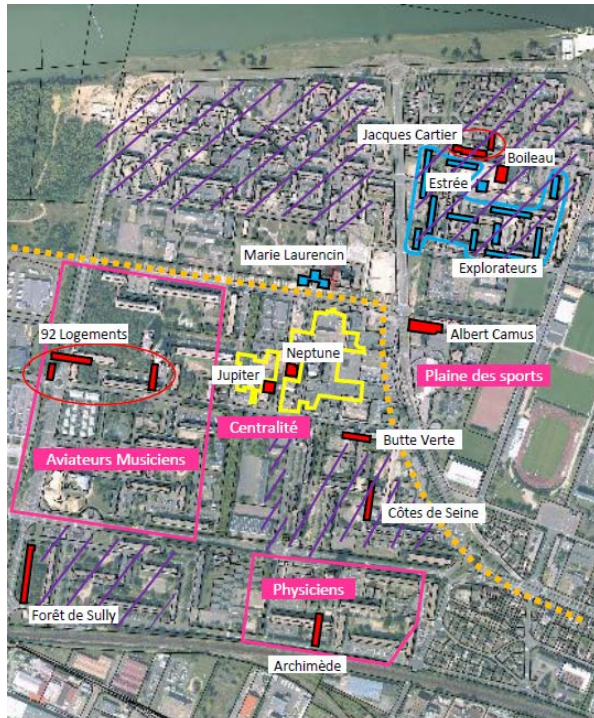 Jacques Cartier
Boileau
Estrée
Marie Laurencin
Explorateurs
92 Logements
Albert Camus
Neptune
Jupiter
Plaine des sports
Centralité
Butte Verte
Aviateurs Musiciens
Côtes de Seine
Physiciens
Forêt de Sully
Archimède